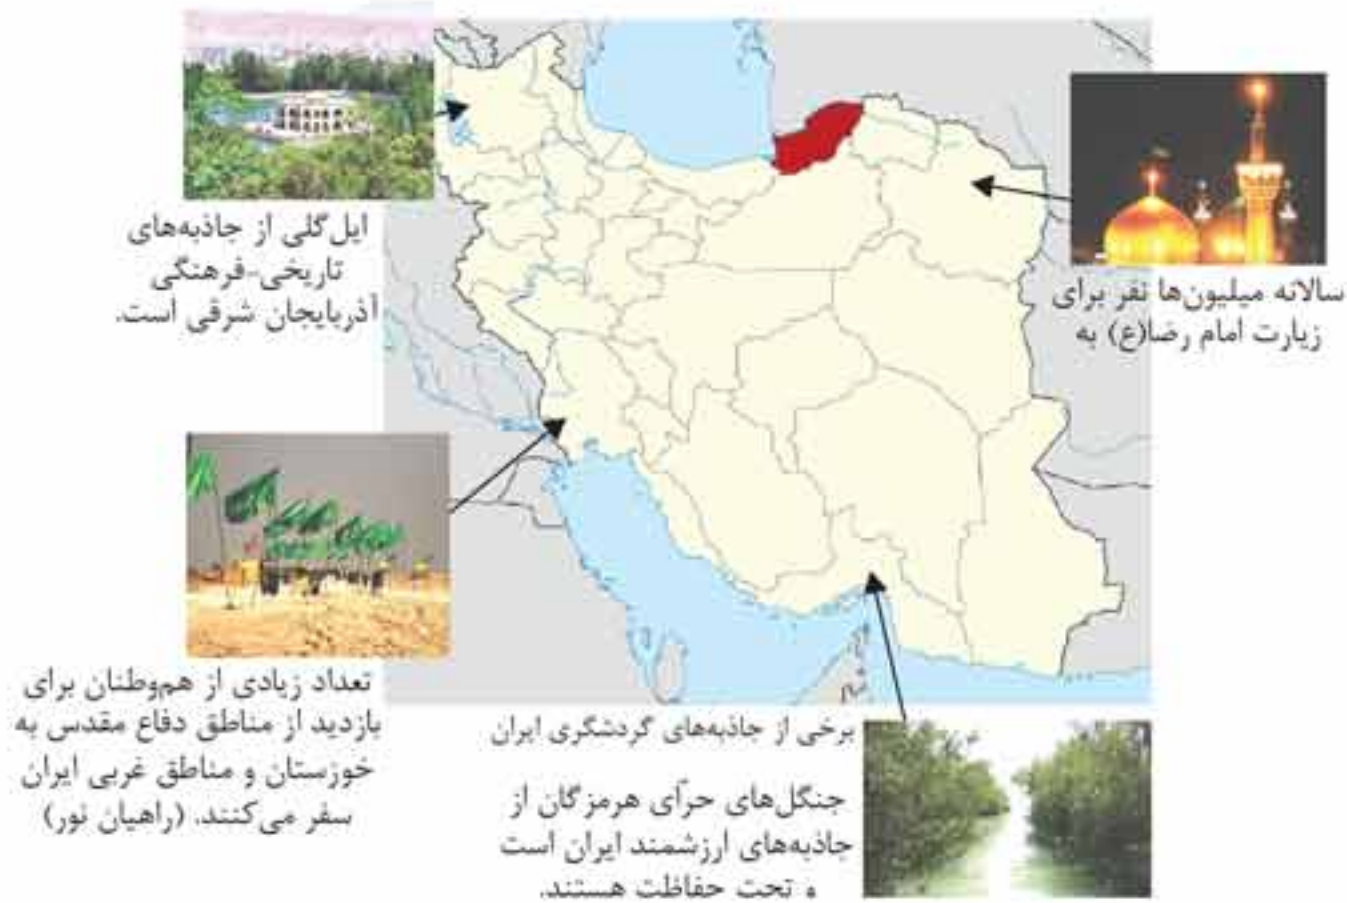 ایل‌گلی از جاذبه‌های
تاریخی-فرهنگی
آذربایجان شرقی است.
سالانه میلیون‌ها نفر برای
زیارت امام رضا(ع) به
تعداد زیادی از هم‌وطنان برای
بازدید از مناطق دفاع مقدس به
خوزستان و مناطق غربی ایران
سفر می‌کنند. (راهیان نور)
برخی از جاذبه‌های گردشگری ایران
جنگل‌های حرّای هرمزگان از
جاذبه‌های ارزشمند ایران است
و تحت حفاظت هستند.